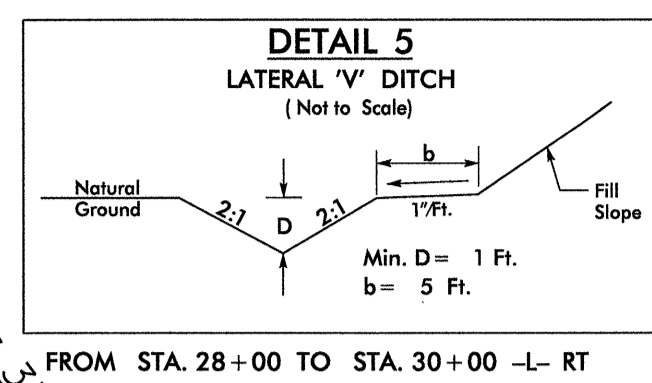 DETAIL 5
LATERAL 'V' DITCH
( Not to Scale)
b
Natural
Ground
2:1
D
2:1
1"/Ft.
Fill
Slope
Min. D= 1 Ft.
b= 5 Ft.
FROM STA. 28+00 TO STA. 30+00 -L- RT